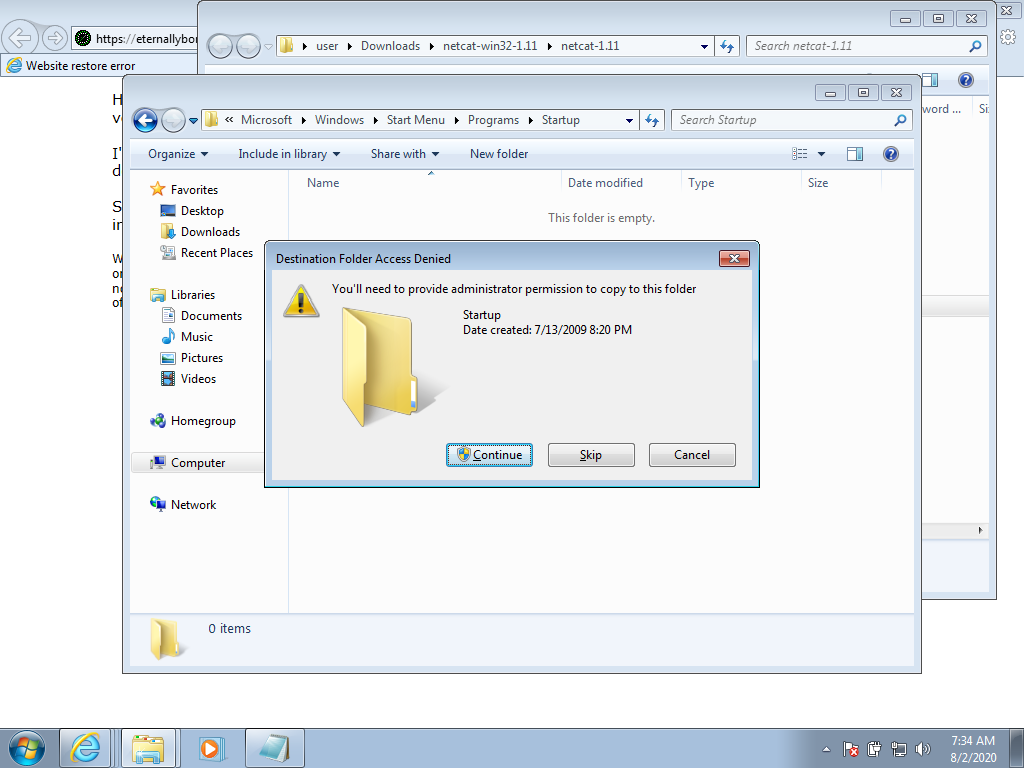 https://eternallybor
Website restore error
user
Downloads
netcat-win32-1.11
netcat-1.11
Search netcat-1.11
« Microsoft
Windows
Start Menu
Programs
Startup
Search Startup
Organize
Include in library
Share with
New folder
Name
Date modified
Type
Size
This folder is empty.
Favorites
Desktop
Downloads
Recent Places
Libraries
Documents
Music
Pictures
Videos
Homegroup
Computer
Network
Destination Folder Access Denied
You'll need to provide administrator permission to copy to this folder
Startup
Date created: 7/13/2009 8:20 PM
Continue
Skip
Cancel
0 items
7:34 AM
8/2/2020